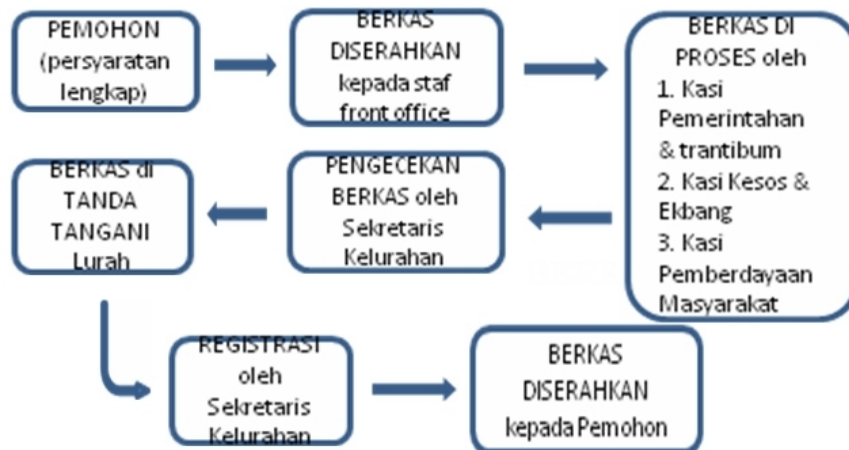 PEMOHON
(persyaratan
lengkap)
BERKAS
DISERAHKAN
kepada staf
front office
BERKAS DI
PROSES oleh
1. Kasi
Pemerintahan
& trantibum
2. Kasi Kesos &
Ekbang
3. Kasi
Pemberdayaan
Masyarakat
PENGECEKAN
BERKAS oleh
Sekretaris
Kelurahan
BERKAS di
TANDA
TANGANI
Lurah
REGISTRASI
oleh
Sekretaris
Kelurahan
BERKAS
DISERAHKAN
kepada Pemohon